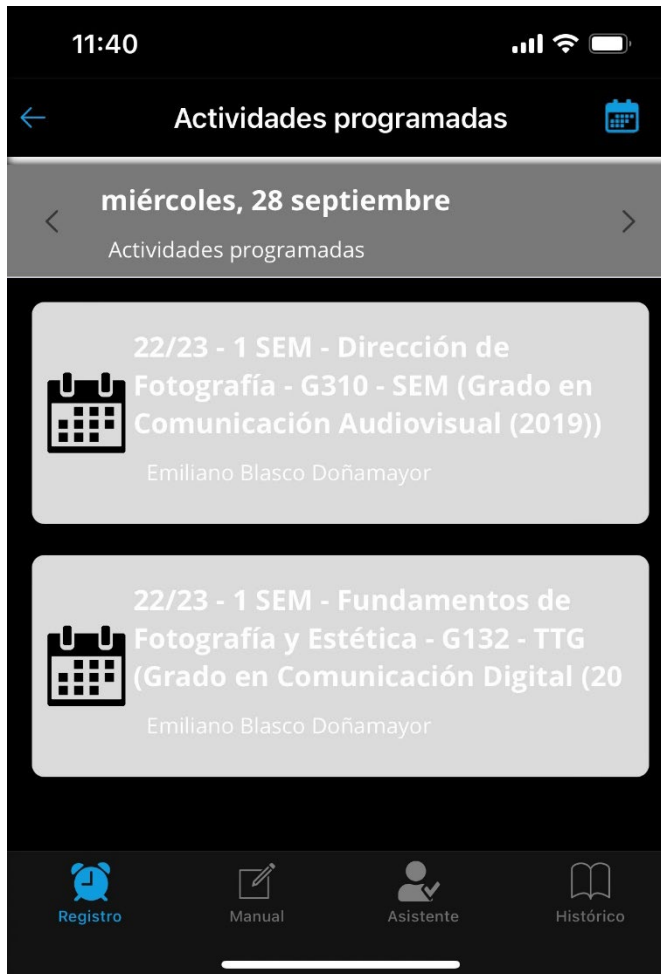 11:40
Actividades programadas
miércoles, 28 septiembre
Actividades programadas
22/23 - 1 SEM - Dirección de
Fotografía - G310 - SEM (Grado en
Comunicación Audiovisual (2019))
Emiliano Blasco Doñamayor
22/23 - 1 SEM - Fundamentos de
Fotografía y Estética - G132 - TTG
(Grado en Comunicación Digital (20
Emiliano Blasco Doñamayor
Registro Manual Asistente Histórico